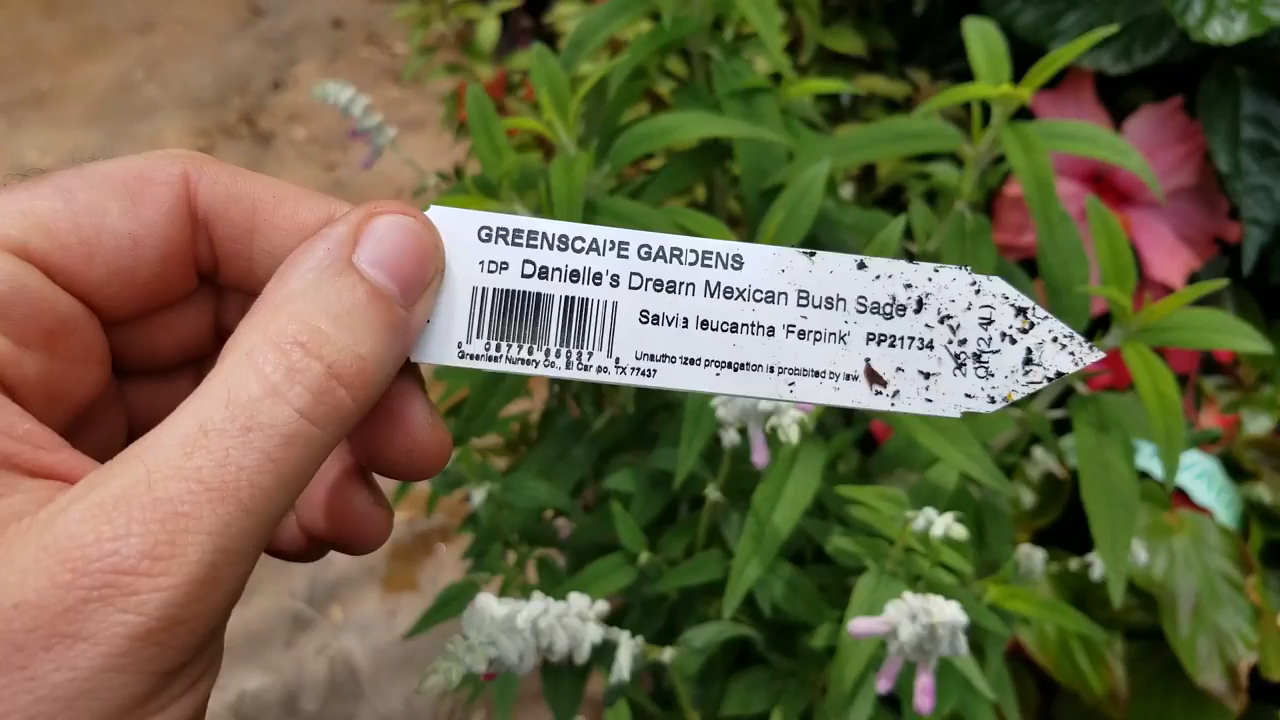 GREENSCAPE GARDENS
1DP Danielle's Dream Mexican Bush Sage
Salvia leucantha 'Ferpink' PP21734
Unauthorized propagation is prohibited by law
Greenleaf Nursery Co., El Campo, TX 77437